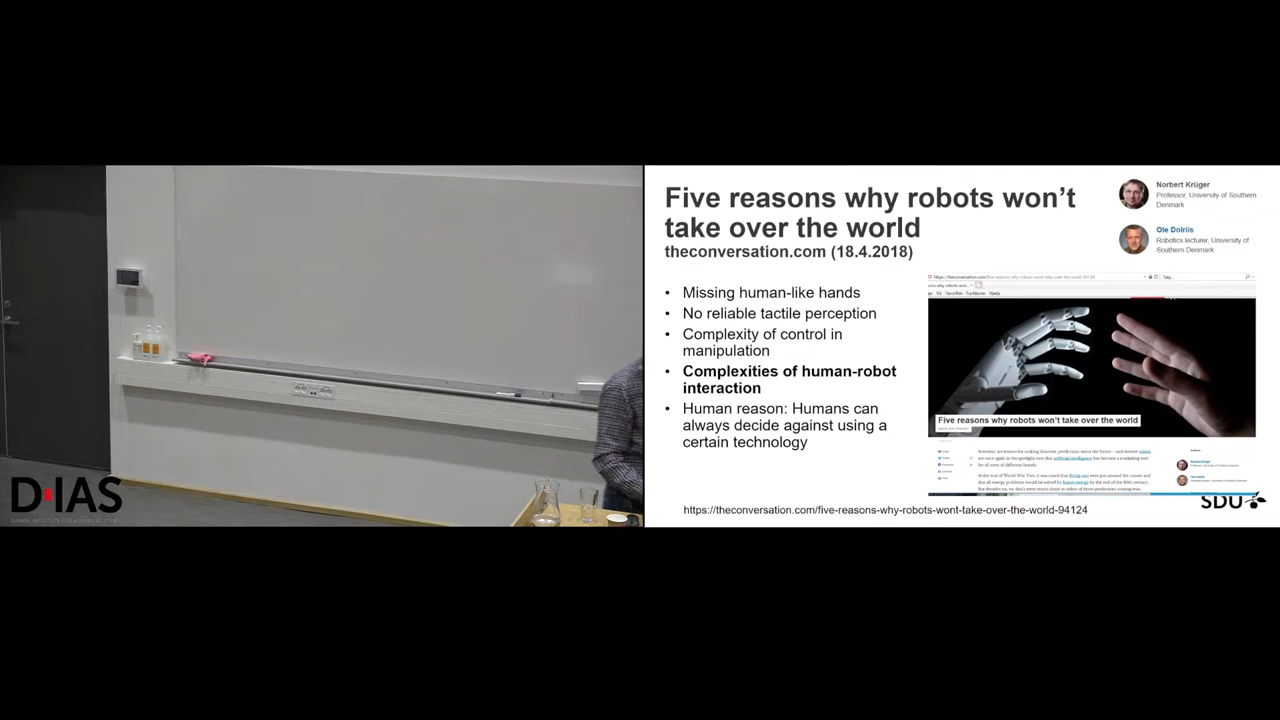 Five reasons why robots won't
take over the world
theconversation.com (18.4.2018)
Norbert Krüger
Professor, University of Southern
Denmark
Ole Dolriis
Robotics lecturer, University of
Southern Denmark
• Missing human-like hands
• No reliable tactile perception
• Complexity of control in
manipulation
• Complexities of human-robot
interaction
• Human reason: Humans can
always decide against using a
certain technology
Five reasons why robots won't take over the world
https://theconversation.com/five-reasons-why-robots-wont-take-over-the-world-94124
SDU
D·IAS